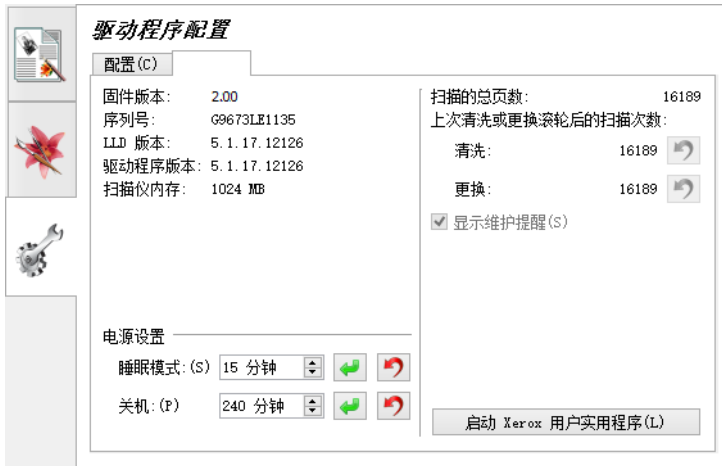 驱动程序配置
配置(C)
固件版本: 2.00
序列号: G9673LE1135
LLD 版本: 5.1.17.12126
驱动程序版本: 5.1.17.12126
扫描仪内存: 1024 MB
电源设置
睡眠模式:(S) 15 分钟
关机:(P) 240 分钟
扫描的总页数: 16189
上次清洗或更换滚轮后的扫描次数:
清洗: 16189
更换: 16189
显示维护提醒(S)
启动 Xerox 用户实用程序(L)